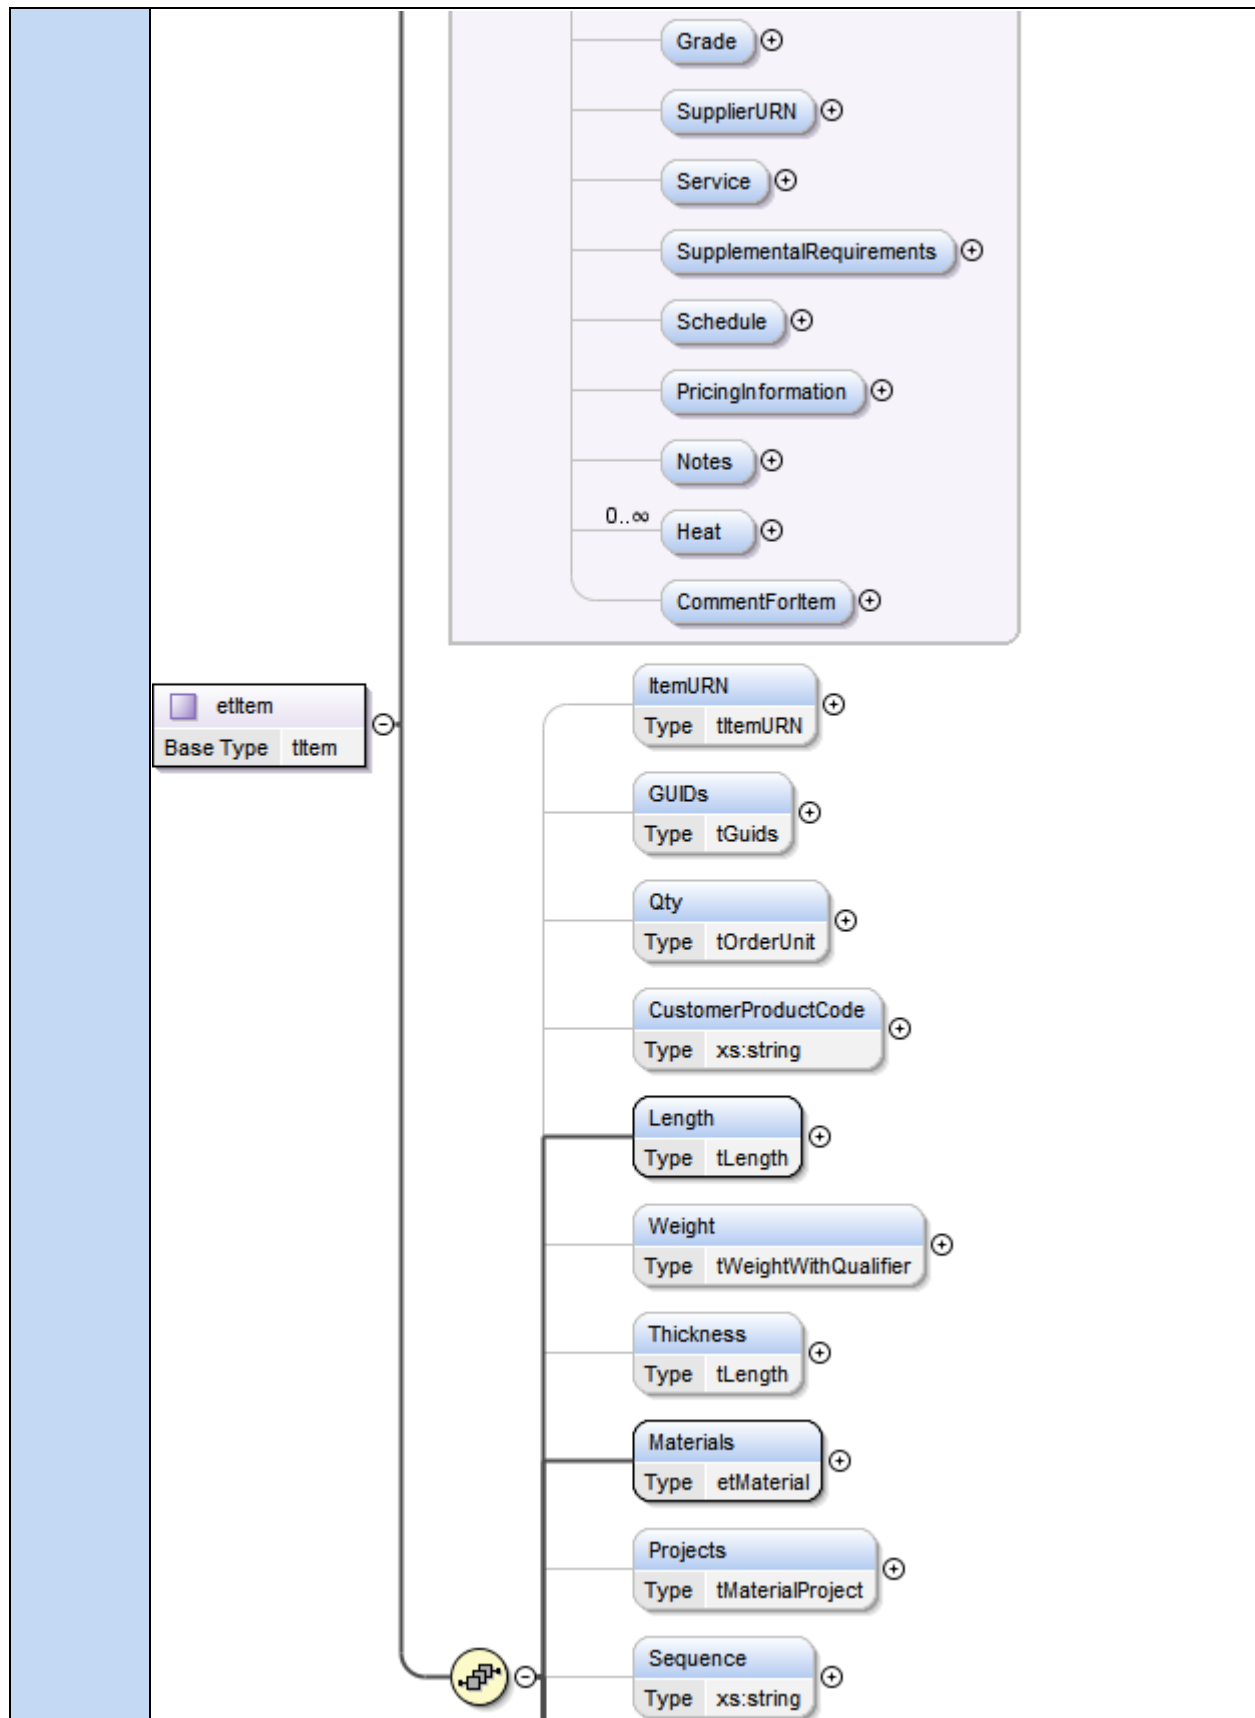 Grade
SupplierURN
Service
SupplementalRequirements
Schedule
PricingInformation
Notes
0..∞
Heat
CommentForItem
etItem
Base Type tItem
ItemURN
Type tItemURN
GUIDs
Type tGuids
Qty
Type tOrderUnit
CustomerProductCode
Type xs:string
Length
Type tLength
Weight
Type tWeightWithQualifier
Thickness
Type tLength
Materials
Type etMaterial
Projects
Type tMaterialProject
Sequence
Type xs:string